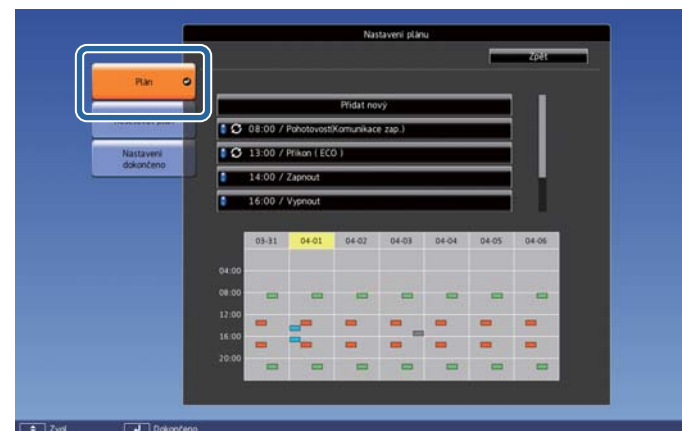 Nastavení plánu
Zpět
Plán
Přidat nový
08:00 / Pohotovost(Komunikace zap.)
13:00 / Příkon ( ECO )
Nastavení dokončeno
14:00 / Zapnout
16:00 / Vypnout
03-31 04-01 04-02 04-03 04-04 04-05 04-06
04:00
08:00
12:00
16:00
20:00
Dokončeno